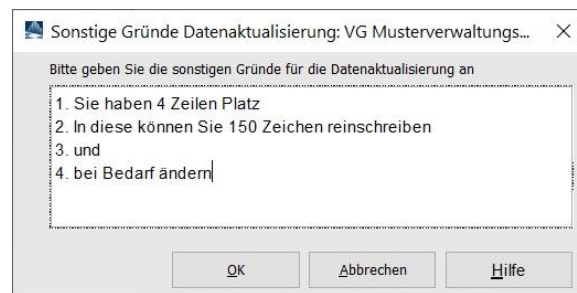 Sonstige Gründe Datenaktualisierung: VG Musterverwaltungs...
Bitte geben Sie die sonstigen Gründe für die Datenaktualisierung an
1. Sie haben 4 Zeilen Platz
2. In diese können Sie 150 Zeichen reinschreiben
3. und
4. bei Bedarf ändern
OK Abbrechen Hilfe